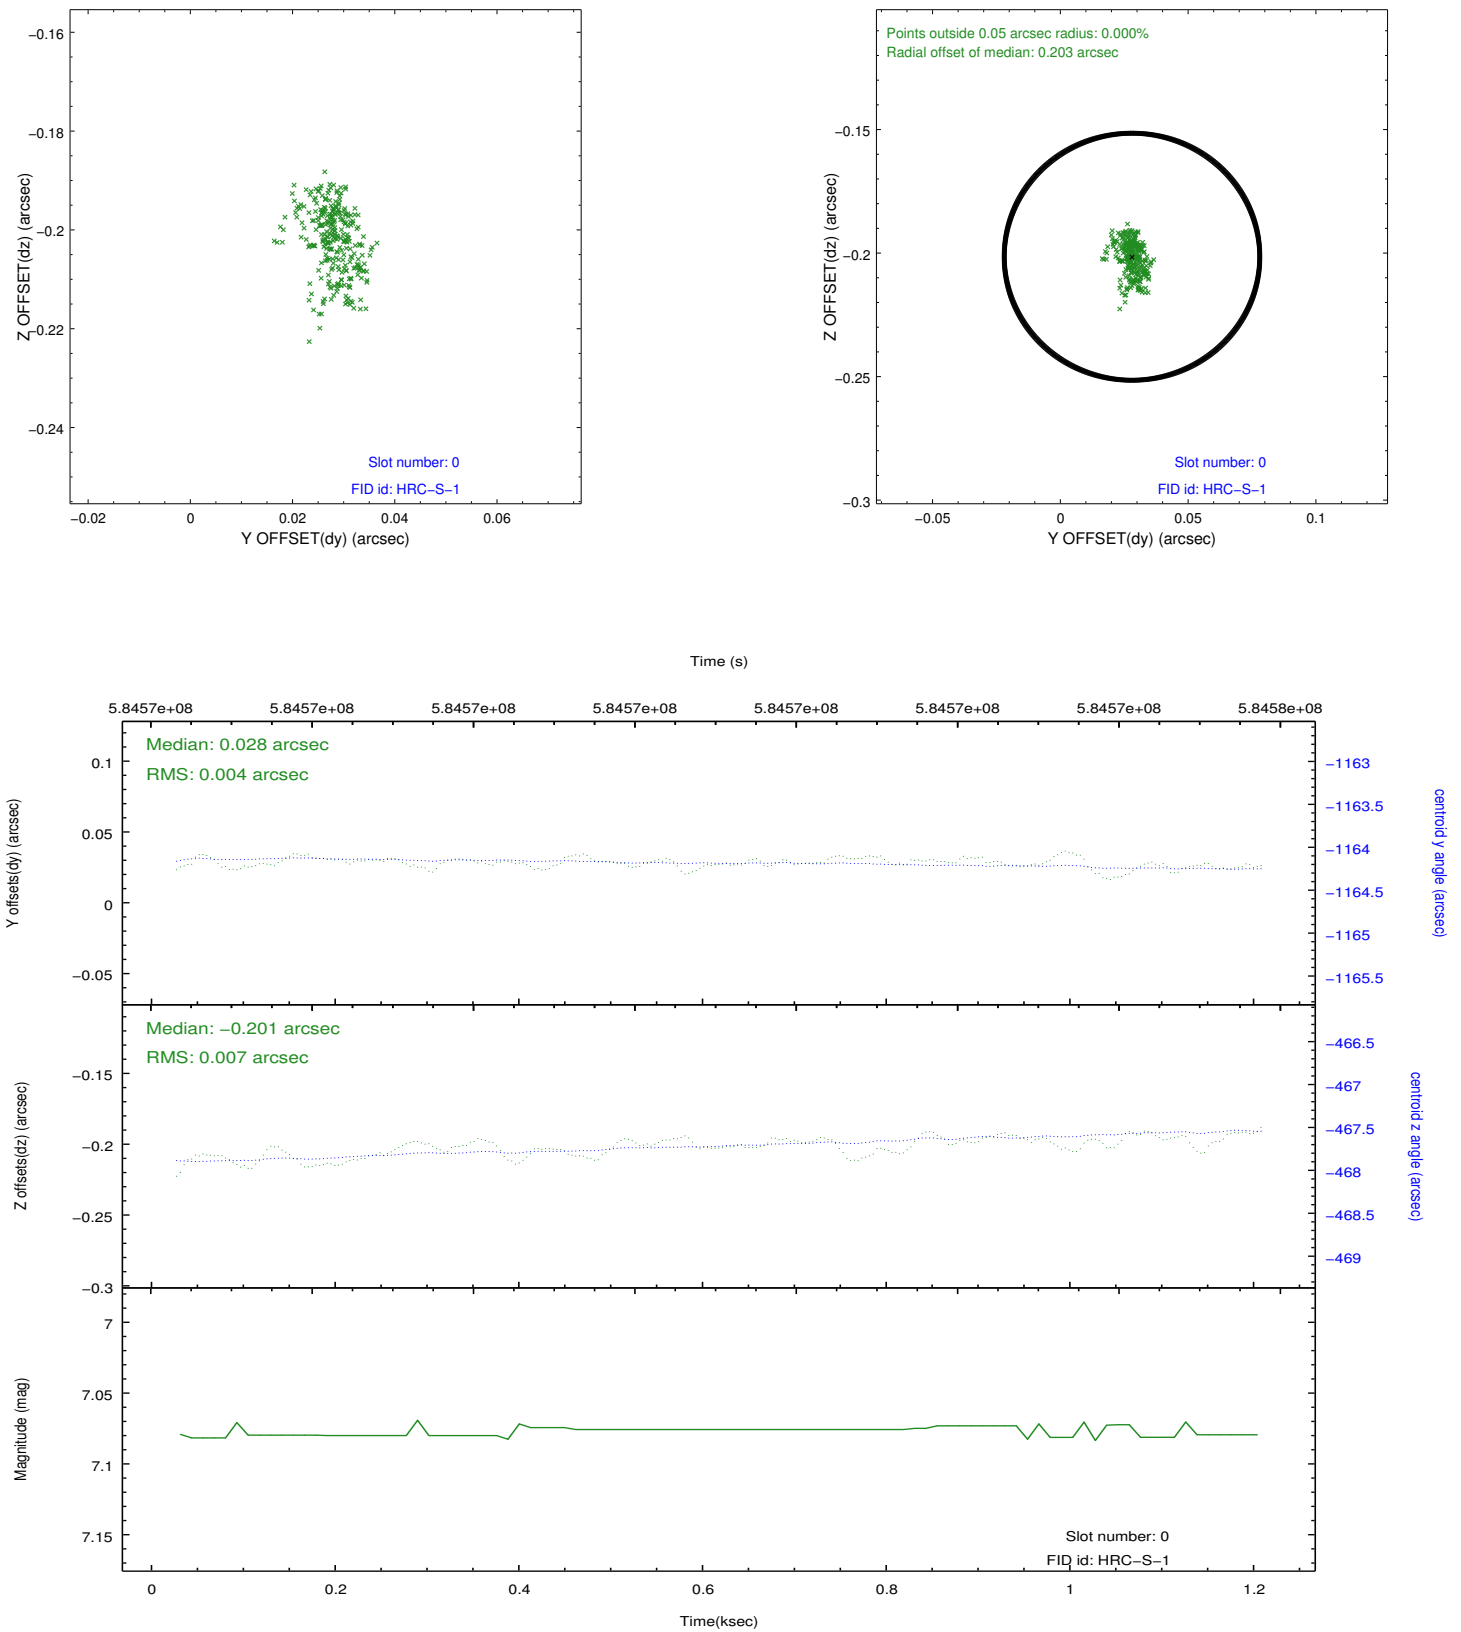 −0.16
−0.18
−0.2
−0.22
−0.24
Z OFFSET(dz) (arcsec)
Slot number: 0
FID id: HRC−S−1
−0.02 0 0.02 0.04 0.06
Y OFFSET(dy) (arcsec)
Points outside 0.05 arcsec radius: 0.000%
Radial offset of median: 0.203 arcsec
−0.15
−0.2
−0.25
−0.3
Z OFFSET(dz) (arcsec)
Slot number: 0
FID id: HRC−S−1
−0.05 0 0.05 0.1
Y OFFSET(dy) (arcsec)
Time (s)
5.8457e+08 5.8457e+08 5.8457e+08 5.8457e+08 5.8457e+08 5.8457e+08 5.8457e+08 5.8458e+08
Median: 0.028 arcsec
RMS: 0.004 arcsec
0.1
0.05
0
−0.05
Y offsets(dy) (arcsec)
−1163
−1163.5
−1164
−1164.5
−1165
−1165.5
centroid y angle (arcsec)
Median: −0.201 arcsec
RMS: 0.007 arcsec
−0.15
−0.2
−0.25
−0.3
Z offsets(dz) (arcsec)
−466.5
−467
−467.5
−468
−468.5
−469
centroid z angle (arcsec)
7
7.05
7.1
7.15
Magnitude (mag)
Slot number: 0
FID id: HRC−S−1
0 0.2 0.4 0.6 0.8 1 1.2
Time(ksec)